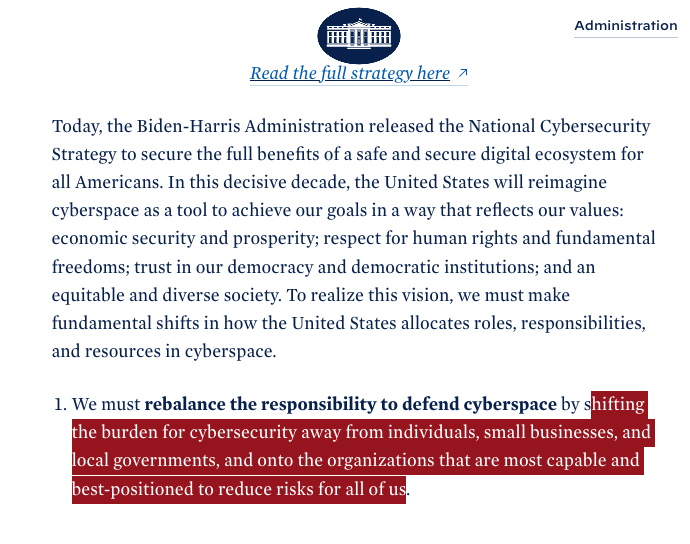 Administration
Read the full strategy here ↗
Today, the Biden-Harris Administration released the National Cybersecurity
Strategy to secure the full benefits of a safe and secure digital ecosystem for
all Americans. In this decisive decade, the United States will reimagine
cyberspace as a tool to achieve our goals in a way that reflects our values:
economic security and prosperity; respect for human rights and fundamental
freedoms; trust in our democracy and democratic institutions; and an
equitable and diverse society. To realize this vision, we must make
fundamental shifts in how the United States allocates roles, responsibilities,
and resources in cyberspace.
1. We must rebalance the responsibility to defend cyberspace by shifting
the burden for cybersecurity away from individuals, small businesses, and
local governments, and onto the organizations that are most capable and
best-positioned to reduce risks for all of us.